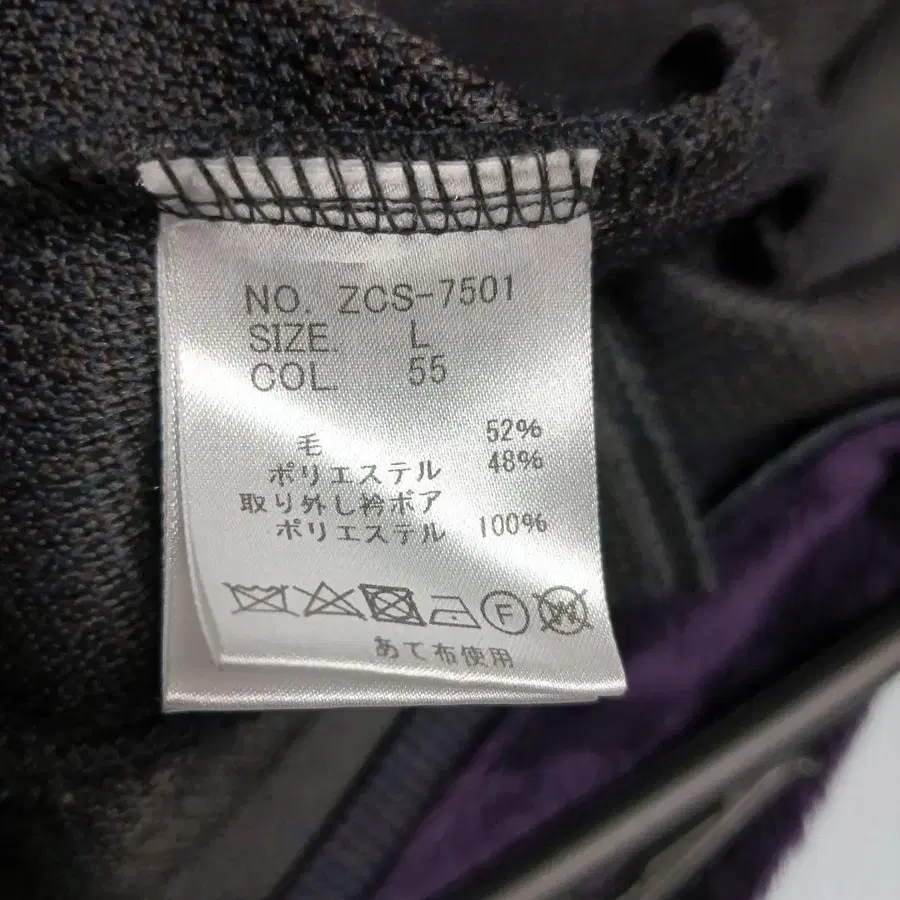 NO. ZCS-7501
SIZE. L
COL. 55
毛 52%
ポリエステル 48%
取り外し衿ボア
ポリエステル 100%
F W
あて布使用